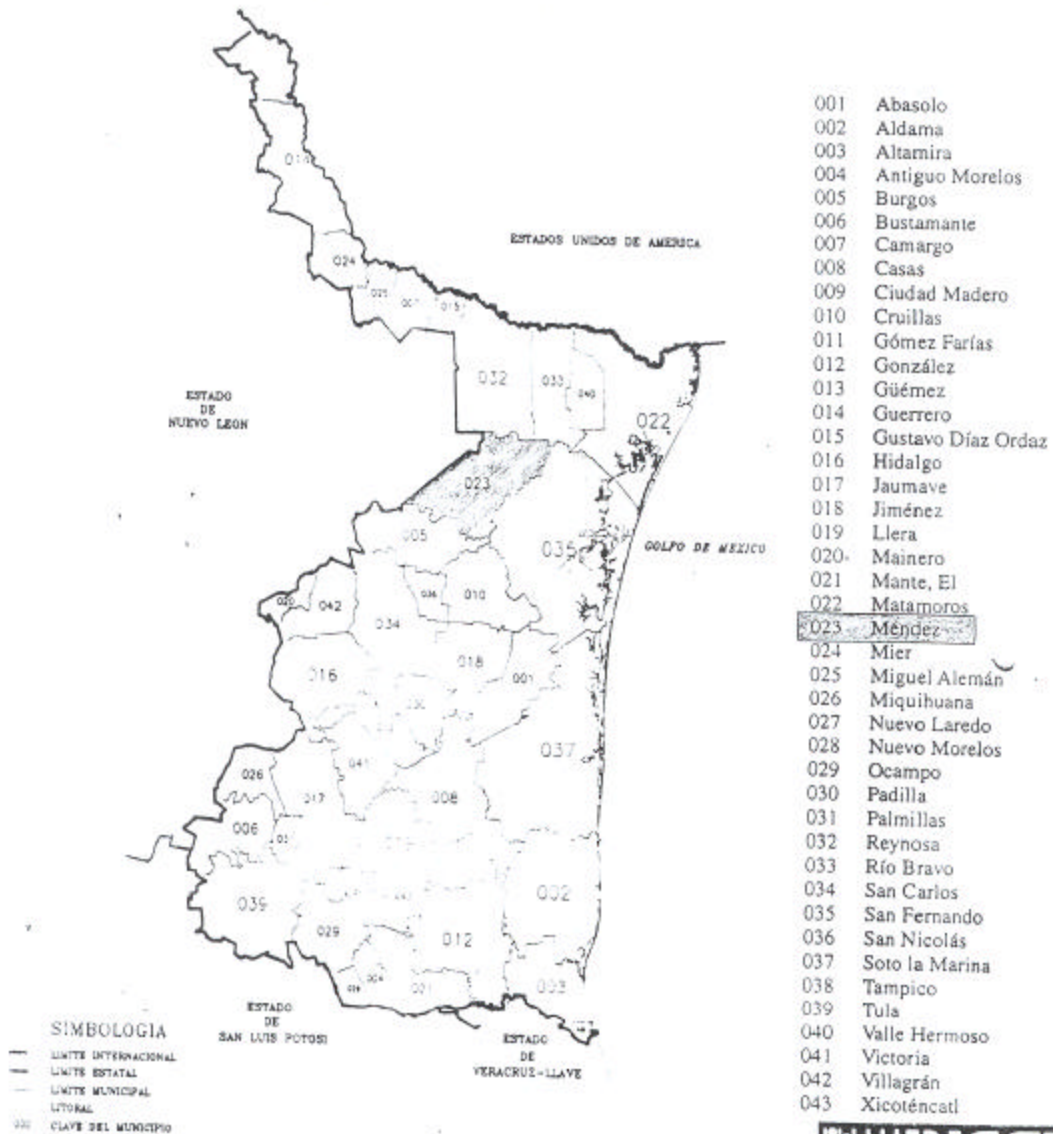 014
024
025
007
015
ESTADOS UNIDOS DE AMERICA
032
033
040
022
ESTADO
DE
NUEVO LEON
023
005
035
GOLFO DE MEXICO
020
042
034
036
010
016
018
001
030
037
026
041
017
008
006
039
029
012
002
003
021
ESTADO
DE
SAN LUIS POTOSI
ESTADO
DE
VERACRUZ-LLAVE
SIMBOLOGIA
LIMITE INTERNACIONAL
LIMITE ESTATAL
LIMITE MUNICIPAL
LITORAL
CLAVE DEL MUNICIPIO
001 Abasolo
002 Aldama
003 Altamira
004 Antiguo Morelos
005 Burgos
006 Bustamante
007 Camargo
008 Casas
009 Ciudad Madero
010 Cruillas
011 Gómez Farías
012 González
013 Güémez
014 Guerrero
015 Gustavo Díaz Ordaz
016 Hidalgo
017 Jaumave
018 Jiménez
019 Llera
020 Mainero
021 Mante, El
022 Matamoros
023 Méndez
024 Mier
025 Miguel Alemán
026 Miquihuana
027 Nuevo Laredo
028 Nuevo Morelos
029 Ocampo
030 Padilla
031 Palmillas
032 Reynosa
033 Río Bravo
034 San Carlos
035 San Fernando
036 San Nicolás
037 Soto la Marina
038 Tampico
039 Tula
040 Valle Hermoso
041 Victoria
042 Villagrán
043 Xicoténcatl